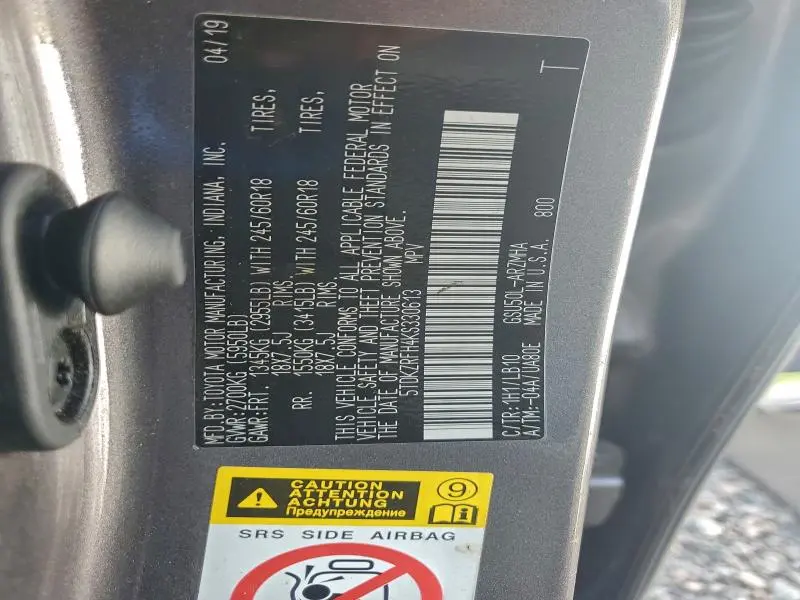 MFD.BY:TOYOTA MOTOR MANUFACTURING, INDIANA, INC. 04/19
GVWR:2700KG(5950LB)
GAWR:FRT. 1345KG(2955LB) WITH 245/60R18 TIRES,
18X7.5J RIMS.
RR. 1550KG(3415LB) WITH 245/60R18 TIRES,
18X7.5J RIMS.
THIS VEHICLE CONFORMS TO ALL APPLICABLE FEDERAL MOTOR
VEHICLE SAFETY AND THEFT PREVENTION STANDARDS IN EFFECT ON
THE DATE OF MANUFACTURE SHOWN ABOVE.
5TDKZRFH4KS330613 MPV
T
C/TR:1H1/LB10 GSU50L-ARZMHA
A/TM:-04A/UA80E MADE IN U.S.A. 800
CAUTION
ATTENTION
ACHTUNG
Предупреждение
9
i
SRS SIDE AIRBAG